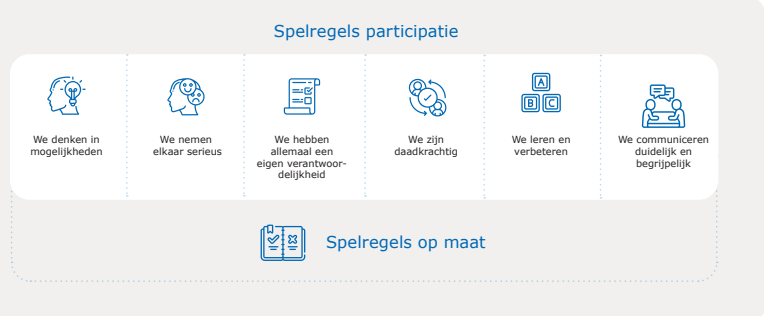 Spelregels participatie
We denken in
mogelijkheden
We nemen
elkaar serieus
We hebben
allemaal een
eigen verantwoor-
delijkheid
We zijn
daadkrachtig
A
B C
We leren en
verbeteren
We communiceren
duidelijk en
begrijpelijk
Spelregels op maat